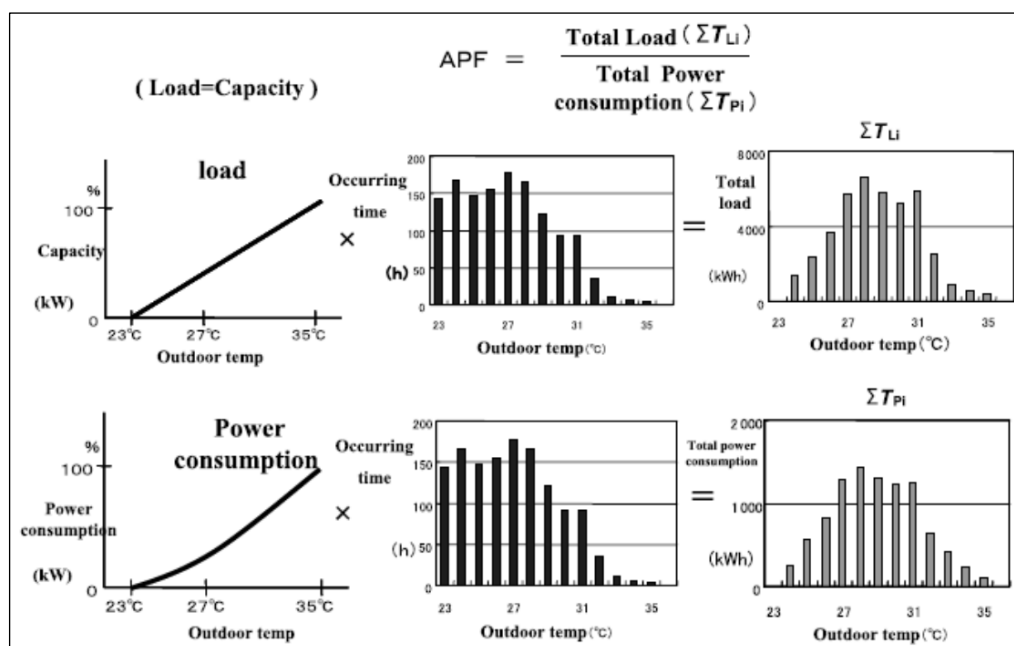 APF = Total Load(ΣTLi)
Total Power
consumption(ΣTPi)
( Load=Capacity )
load
%
100
Capacity
(kW)
0
23℃ 27℃ 35℃
Outdoor temp
×
Occurring
time
(h)
200
150
100
50
0
23 27 31 35
Outdoor temp(℃)
=
ΣTLi
Total
load
(kWh)
8000
4000
0
23 27 31 35
Outdoor temp(℃)
Power
consumption
%
100
Power
consumption
(kW)
0
23℃ 27℃ 35℃
Outdoor temp
×
Occurring
time
(h)
200
150
100
50
0
23 27 31 35
Outdoor temp(℃)
=
ΣTPi
Total power
consumption
(kWh)
2 000
1 000
0
23 27 31 35
Outdoor temp(℃)